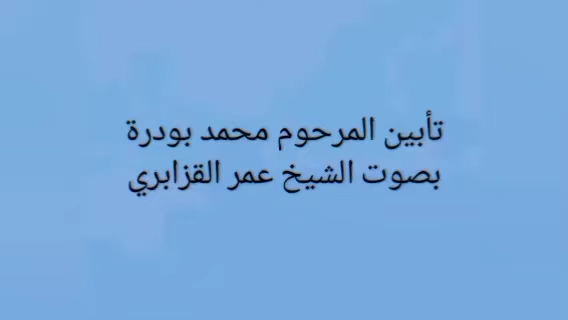 تأبين المرحوم محمد بودرة
بصوت الشيخ عمر القزابري